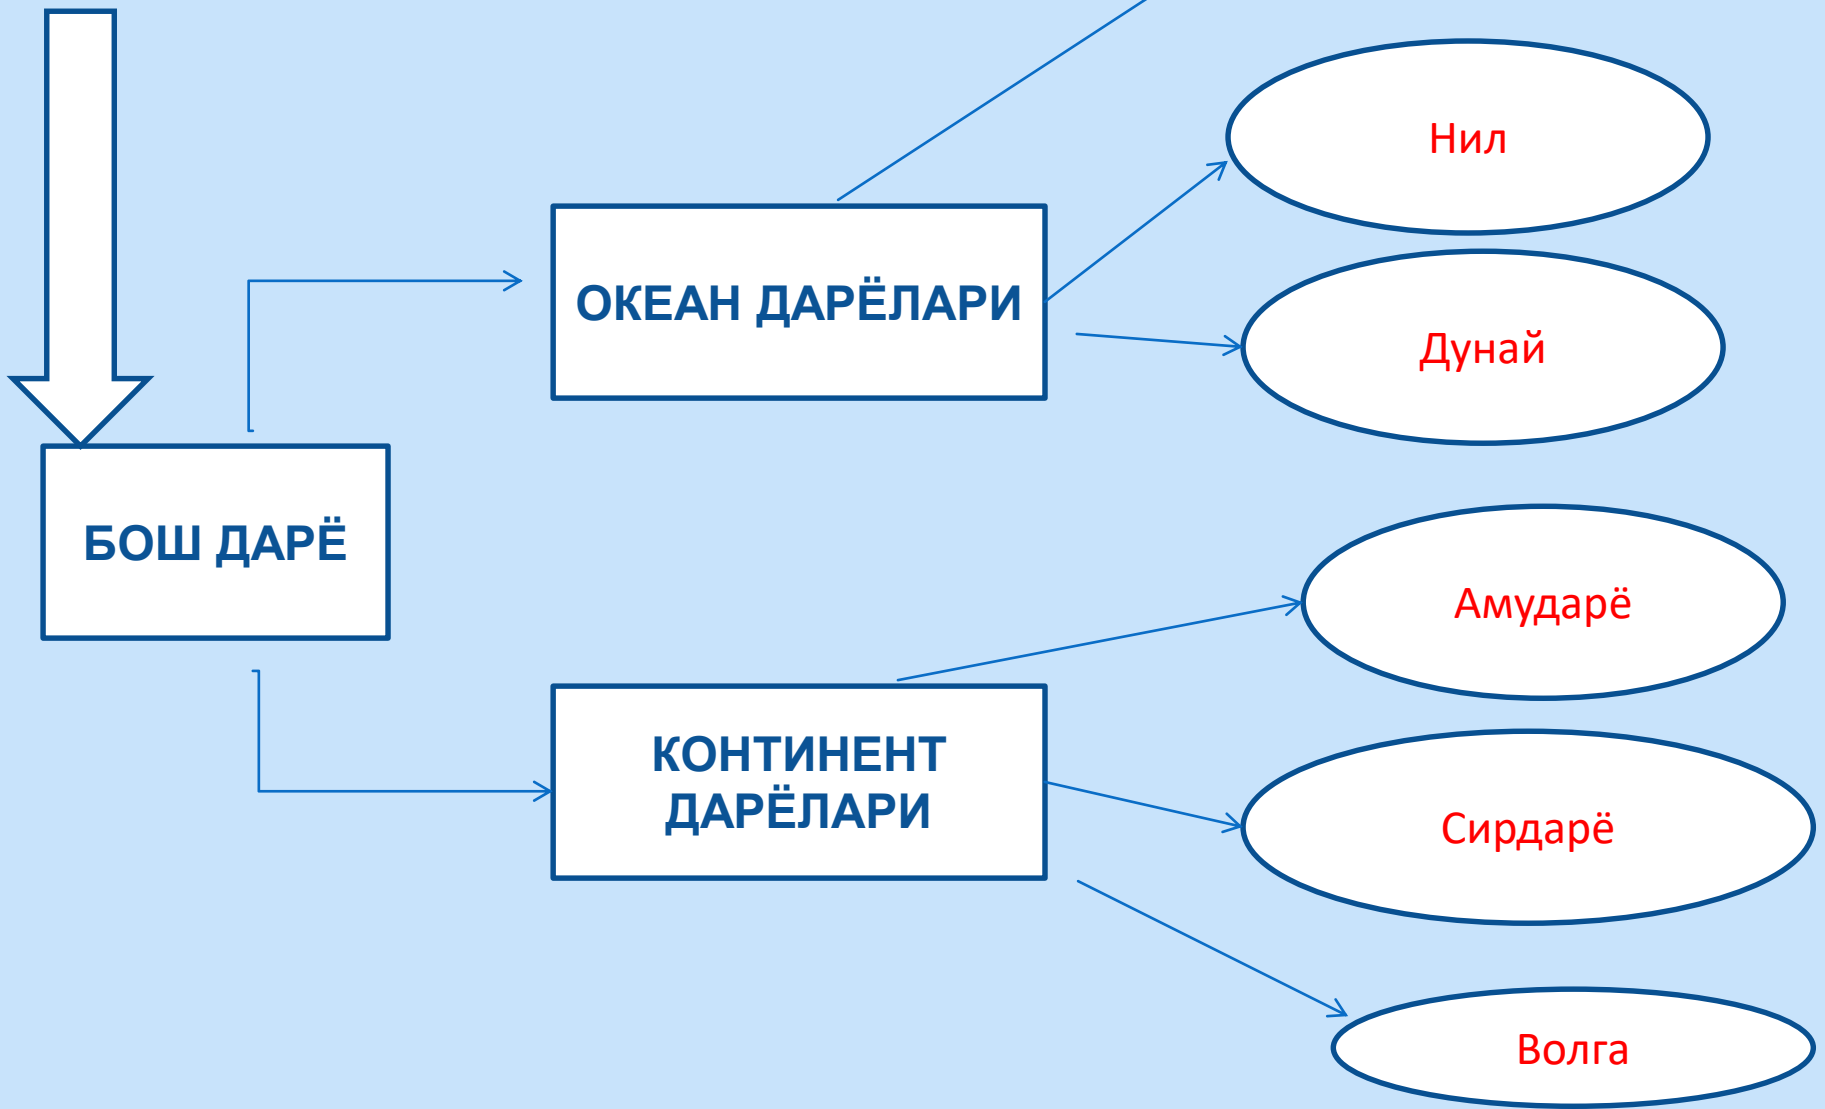 Нил
ОКЕАН ДАРЁЛАРИ
Дунай
БОШ ДАРЁ
Амударё
КОНТИНЕНТ
ДАРЁЛАРИ
Сирдарё
Волга